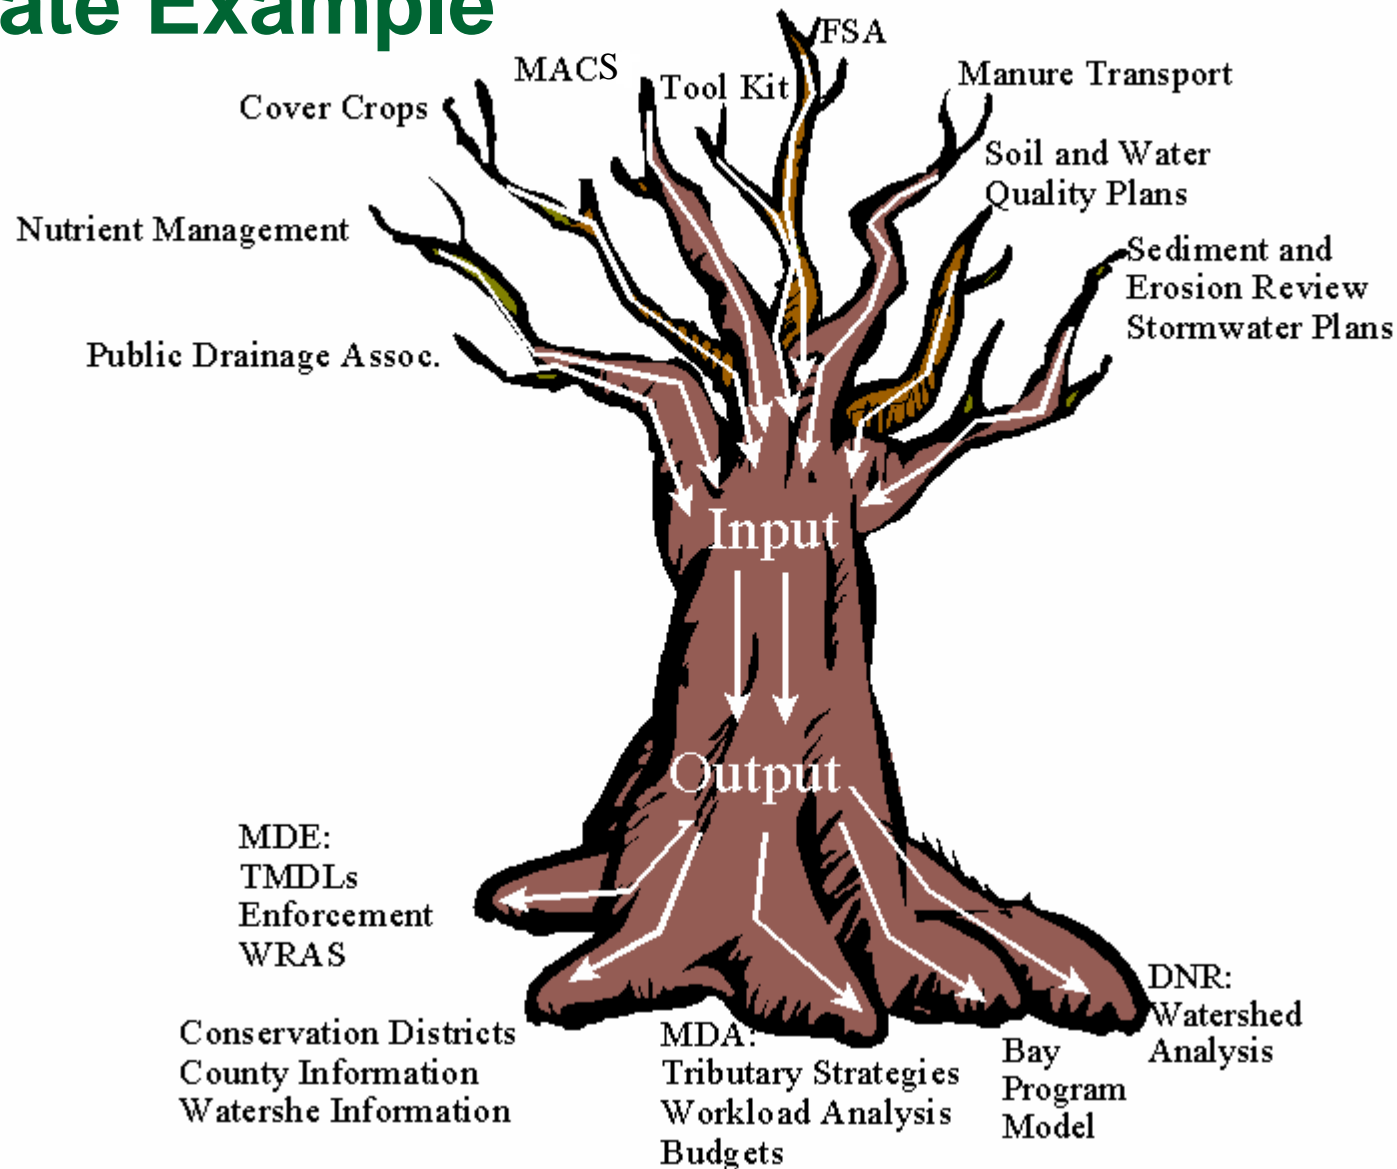 ate Example
FSA
MACS
Tool Kit
Manure Transport
Cover Crops
Soil and Water
Quality Plans
Nutrient Management
Sediment and
Erosion Review
Stormwater Plans
Public Drainage Assoc.
Input
Output
MDE:
TMDLs
Enforcement
WRAS
Conservation Districts
County Information
Watershe Information
MDA:
Tributary Strategies
Workload Analysis
Budgets
Bay
Program
Model
DNR:
Watershed
Analysis